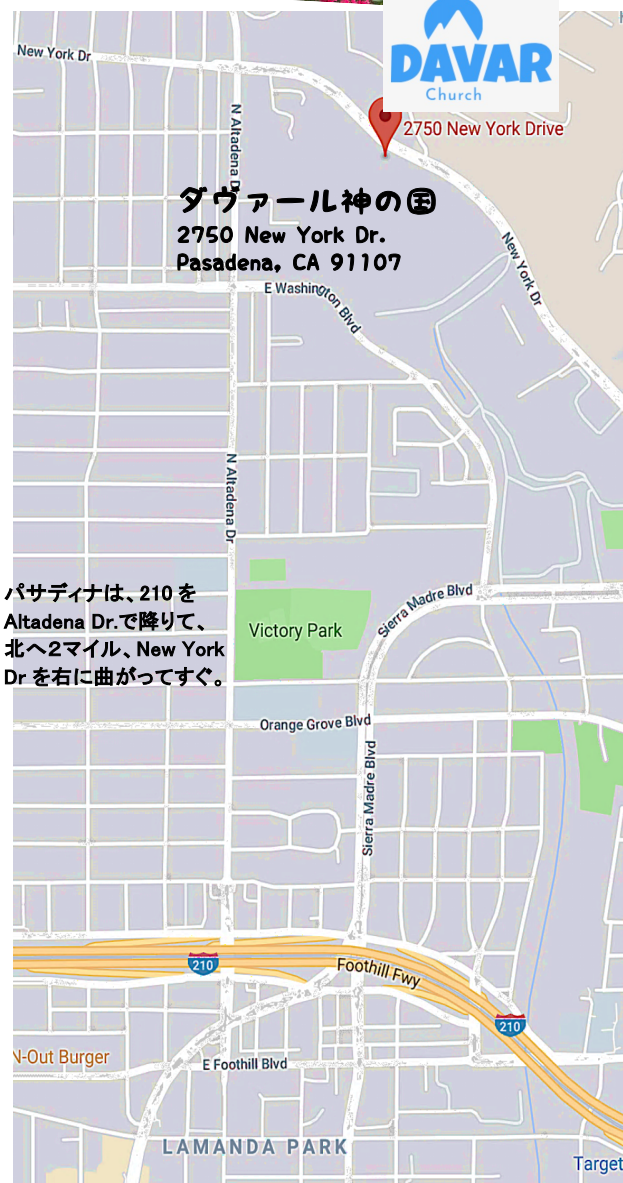 DAVAR
Church
New York Dr
2750 New York Drive
N Altadena Dr
ダヴァール神の国
2750 New York Dr.
Pasadena, CA 91107
New York Dr
E Washington Blvd
N Altadena Dr
パサディナは、210 を
Altadena Dr.で降りて、
北へ2マイル、New York
Dr を右に曲がってすぐ。
Sierra Madre Blvd
Victory Park
Orange Grove Blvd
Sierra Madre Blvd
210
Foothill Fwy
210
N-Out Burger
E Foothill Blvd
LAMANDA PARK
Target